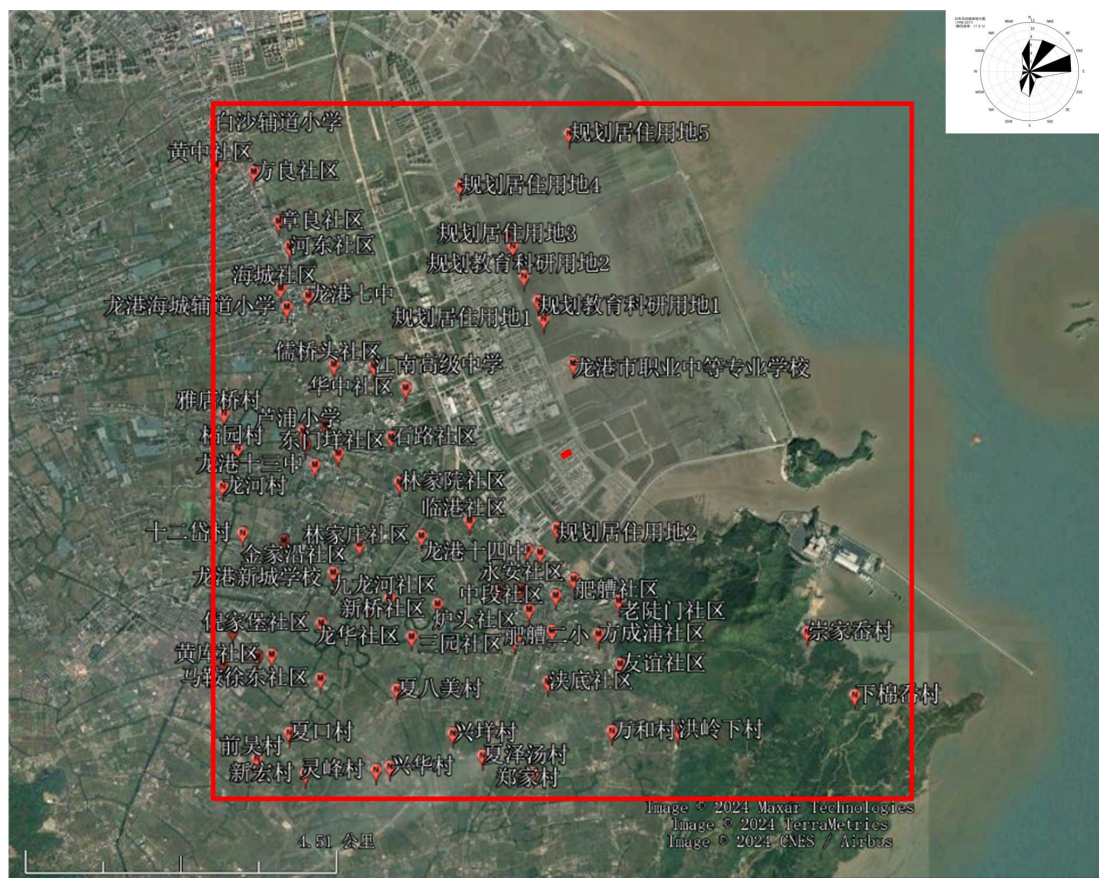 白沙辅道小学
规划居住用地5
黄中社区
方良社区
规划居住用地4
章良社区
河东社区
规划居住用地3
规划教育科研用地2
海城社区
龙港七中
龙港海城辅道小学
规划居住用地1
规划教育科研用地1
儒桥头社区
江南高级中学
龙港市职业中等专业学校
华中社区
雅店桥村
芦浦小学
杨园村
东门垟社区
石路社区
龙港十三中
龙河村
林家院社区
临港社区
十二岱村
林家庄社区
规划居住用地2
金家滘社区
龙港十四中
龙港新城学校
永安社区
九龙河社区
肥艚社区
新桥社区
中段社区
老陡门社区
倪家堡社区
炉头社区
龙华社区
三园社区
肥艚二小
方成浦社区
崇家岙村
黄库社区
友谊社区
马鞍徐东社区
夏八美村
浃底社区
下棉岙村
夏口村
兴垟村
万和村
洪岭下村
前吴村
夏泽汤村
新宏村
灵峰村
兴华村
郑家村
Image © 2024 Maxar Technologies
Image © 2024 TerraMetrics
Image © 2024 CNES / Airbus
4.51 公里